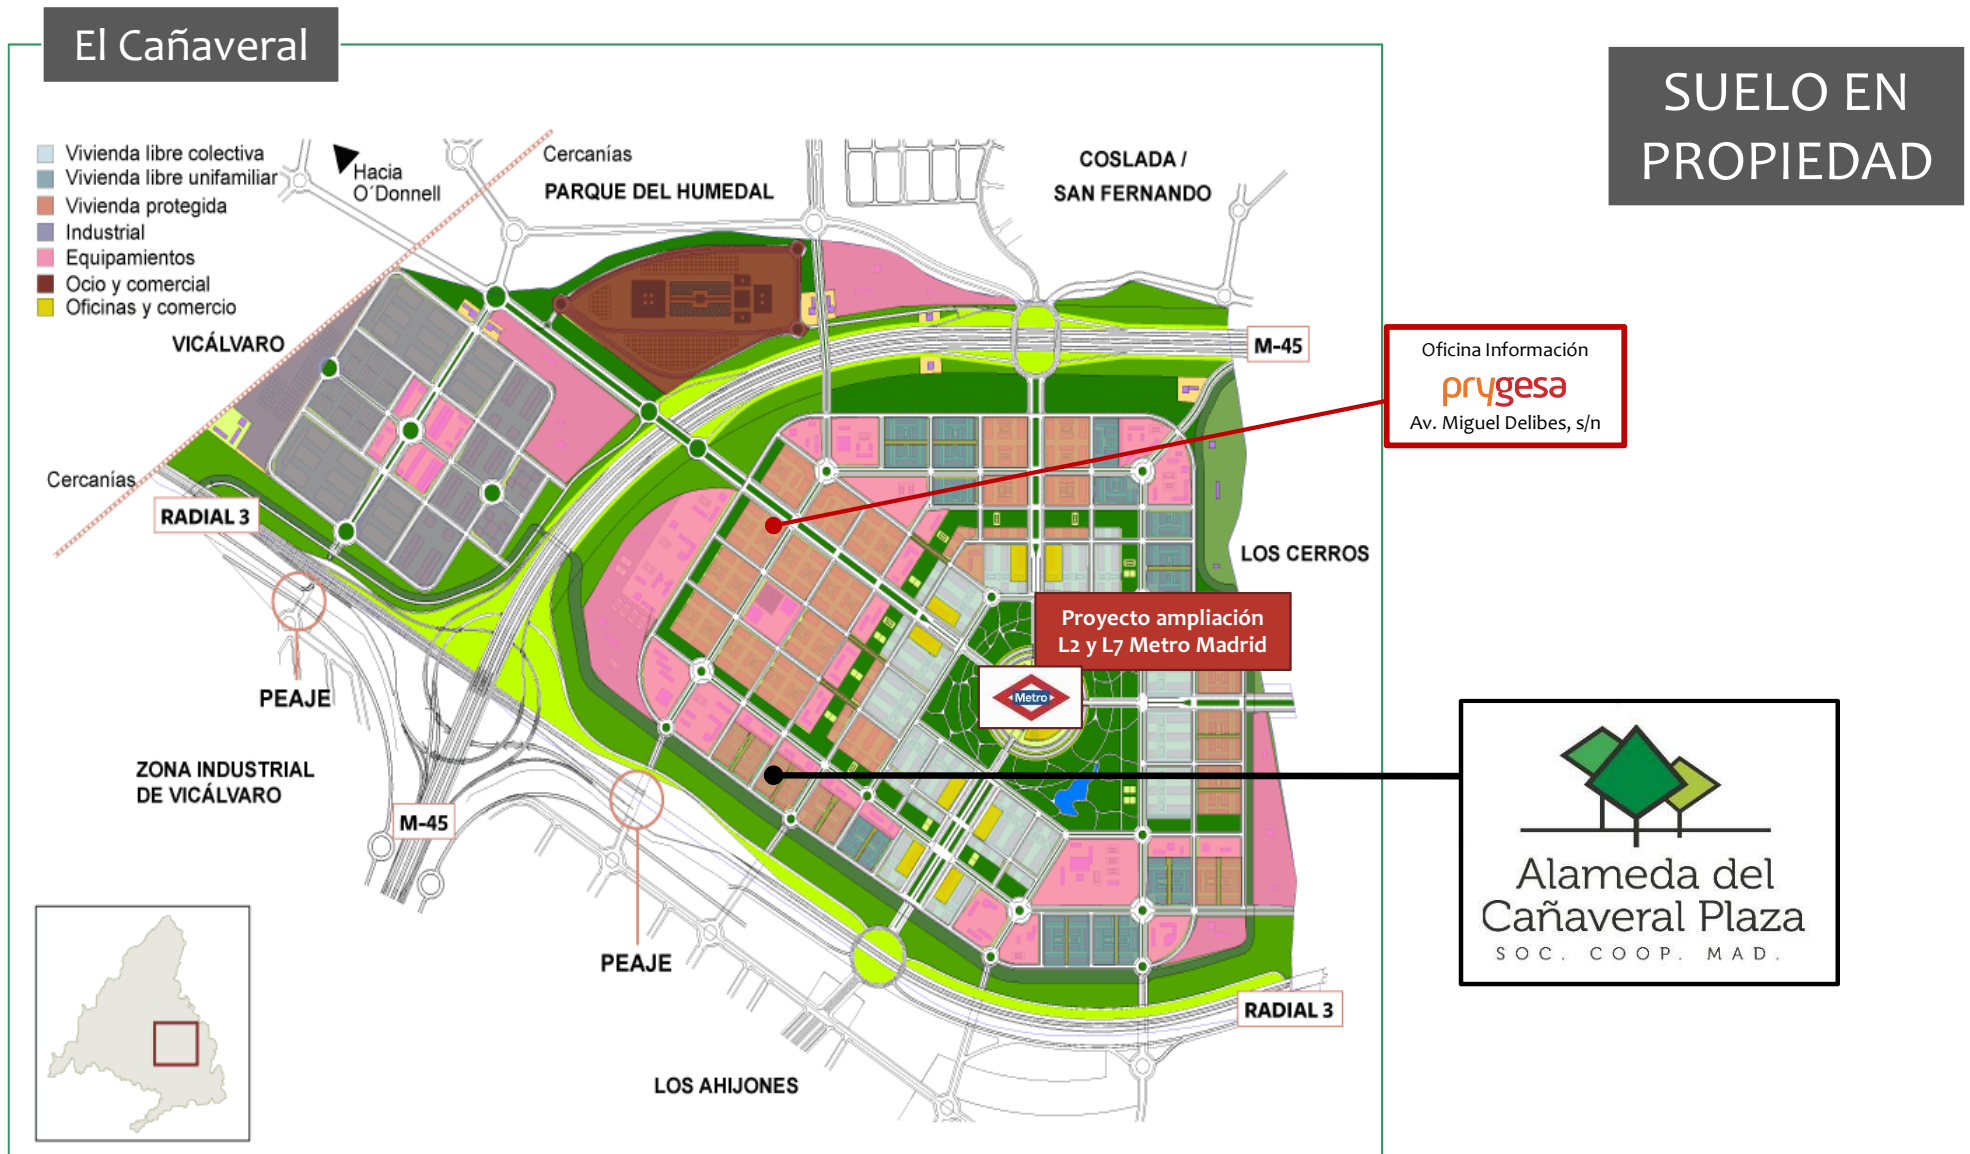 El Cañaveral
SUELO EN
PROPIEDAD
Vivienda libre colectiva
Vivienda libre unifamiliar
Vivienda protegida
Industrial
Equipamientos
Ocio y comercial
Oficinas y comercio
Hacia
O´Donnell
Cercanías
PARQUE DEL HUMEDAL
COSLADA /
SAN FERNANDO
VICÁLVARO
M-45
Oficina Información
prygesa
Av. Miguel Delibes, s/n
Cercanías
RADIAL 3
LOS CERROS
Proyecto ampliación
L2 y L7 Metro Madrid
Metro
PEAJE
ZONA INDUSTRIAL
DE VICÁLVARO
M-45
Alameda del
Cañaveral Plaza
SOC. COOP. MAD.
PEAJE
RADIAL 3
LOS AHIJONES